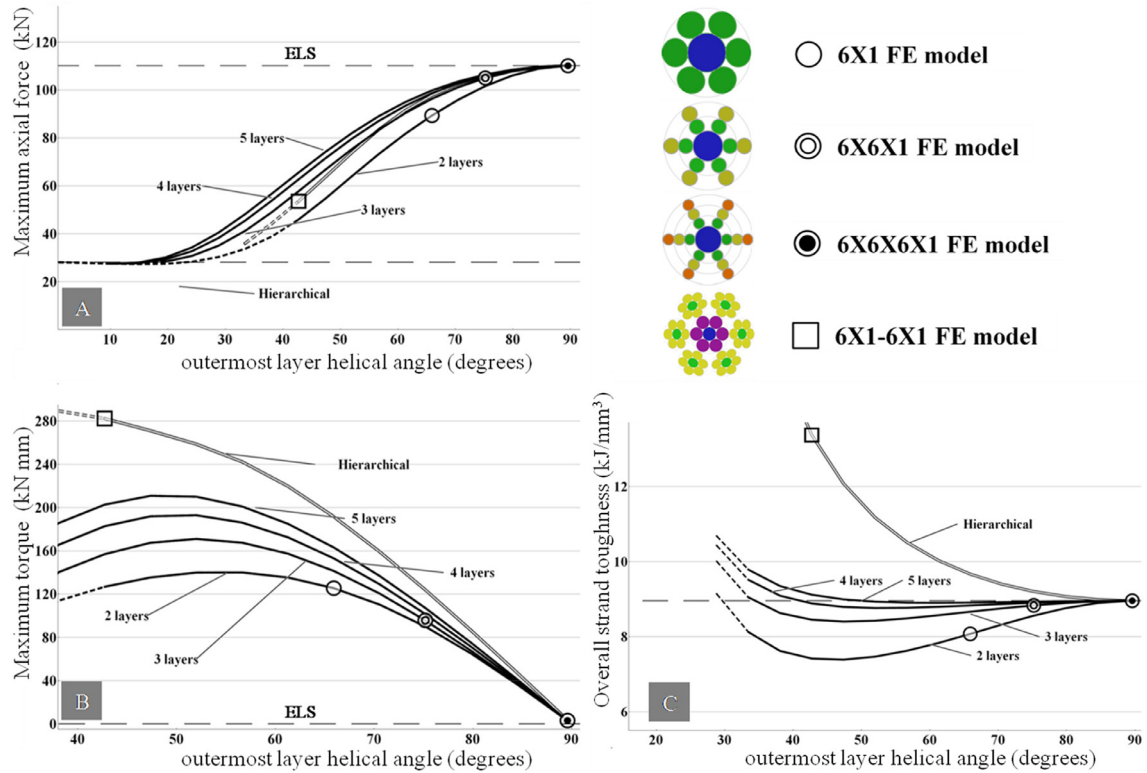 Maximum axial force (kN)
120
100
80
60
40
20
ELS
5 layers
2 layers
4 layers
3 layers
Hierarchical
A
10 20 30 40 50 60 70 80 90
outermost layer helical angle (degrees)
6X1 FE model
6X6X1 FE model
6X6X6X1 FE model
6X1-6X1 FE model
Maximum torque (kN mm)
280
240
200
160
120
80
40
0
Hierarchical
5 layers
4 layers
2 layers
3 layers
ELS
B
40 50 60 70 80 90
outermost layer helical angle (degrees)
Overall strand toughness (kJ/mm³)
12
10
8
6
Hierarchical
4 layers
5 layers
3 layers
2 layers
C
20 30 40 50 60 70 80 90
outermost layer helical angle (degrees)